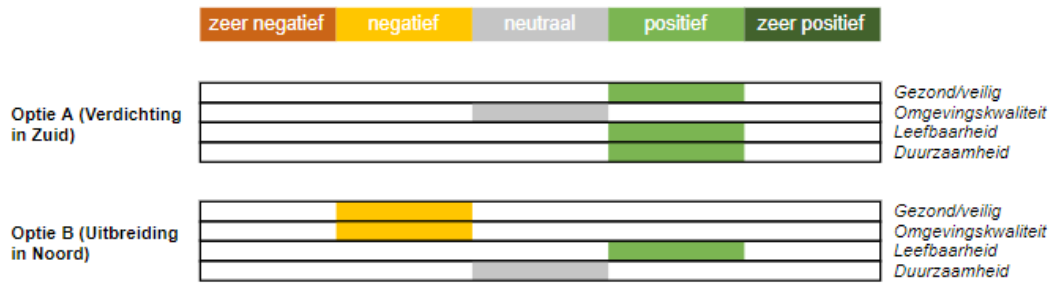 zeer negatief negatief neutraal positief zeer positief
Optie A (Verdichting
in Zuid)
Gezond/veilig
Omgevingskwaliteit
Leefbaarheid
Duurzaamheid
Optie B (Uitbreiding
in Noord)
Gezond/veilig
Omgevingskwaliteit
Leefbaarheid
Duurzaamheid